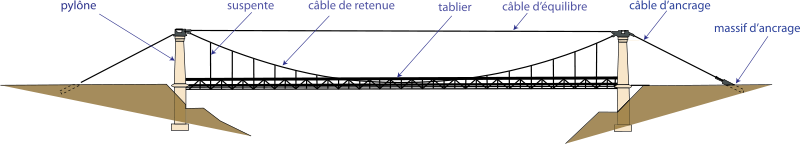 pylône
suspente
câble de retenue
tablier
câble d'équilibre
câble d'ancrage
massif d'ancrage